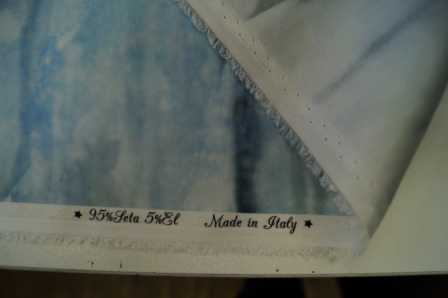 ★ 95%Seta 5%El Made in Italy ★